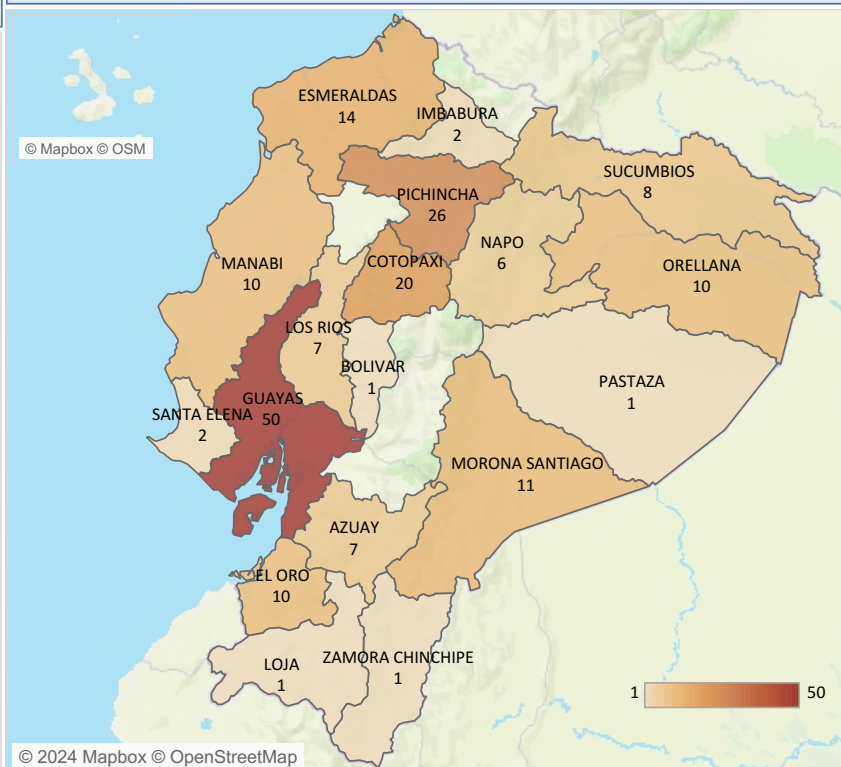 ESMERALDAS
14
IMBABURA
2
© Mapbox © OSM
SUCUMBIOS
8
PICHINCHA
26
NAPO
6
COTOPAXI
20
MANABI
10
ORELLANA
10
LOS RIOS
7
BOLIVAR
1
PASTAZA
1
GUAYAS
50
SANTA ELENA
2
MORONA SANTIAGO
11
AZUAY
7
EL ORO
10
ZAMORA CHINCHIPE
1
LOJA
1
1
50
© 2024 Mapbox © OpenStreetMap